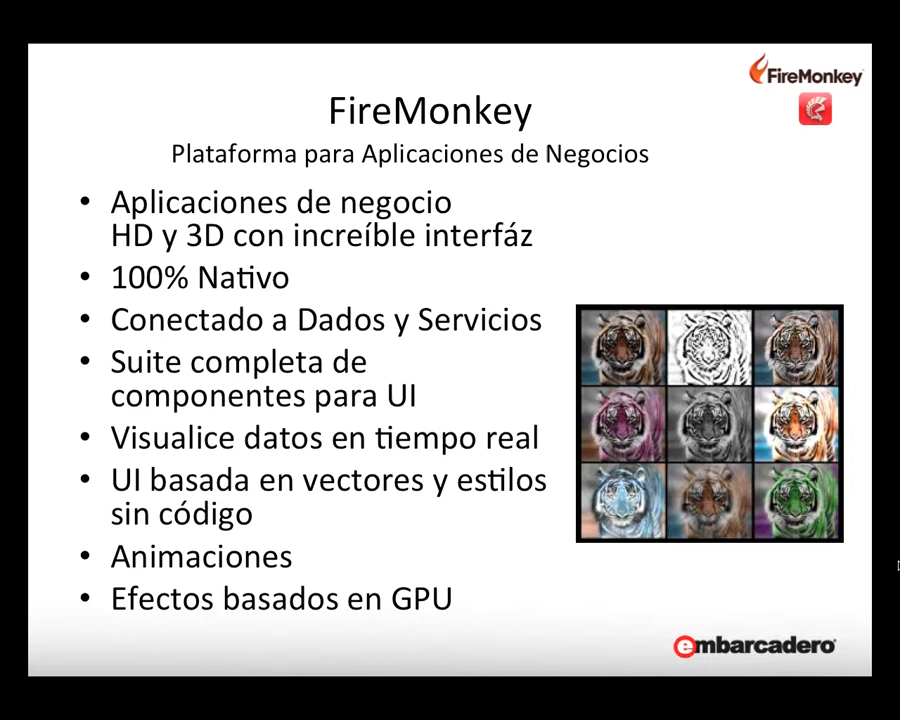 FireMonkey
FireMonkey
Plataforma para Aplicaciones de Negocios
• Aplicaciones de negocio
HD y 3D con increíble interfáz
• 100% Nativo
• Conectado a Dados y Servicios
• Suite completa de
componentes para UI
• Visualice datos en tiempo real
• UI basada en vectores y estilos
sin código
• Animaciones
• Efectos basados en GPU
embarcadero